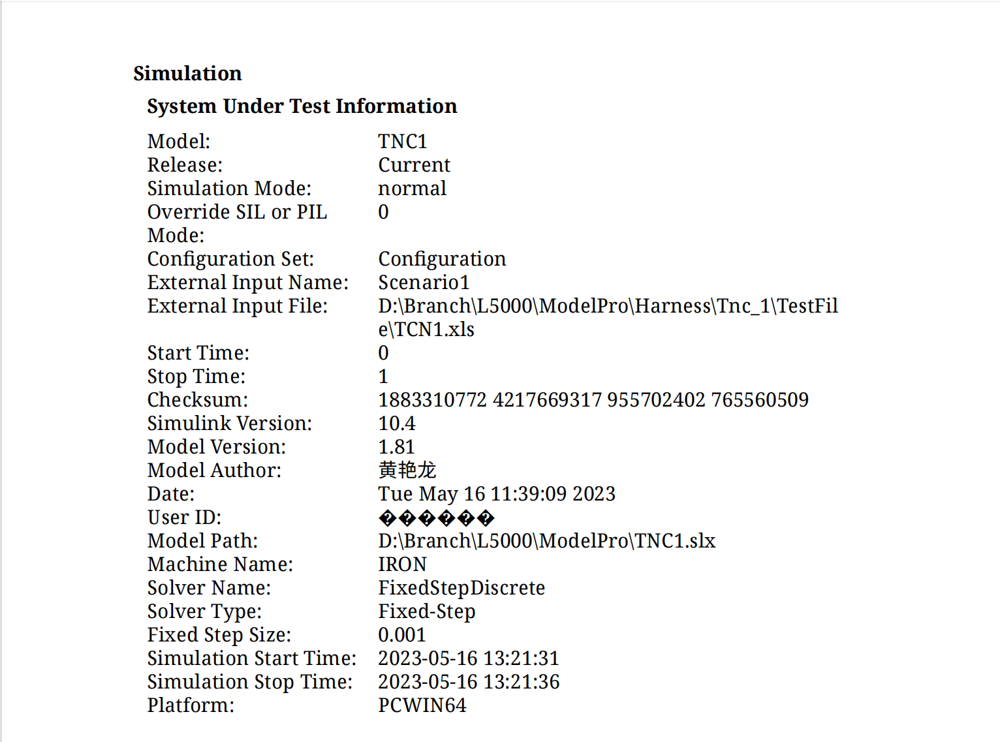 Simulation
System Under Test Information
Model: TNC1
Release: Current
Simulation Mode: normal
Override SIL or PIL 0
Mode:
Configuration Set: Configuration
External Input Name: Scenario1
External Input File: D:\Branch\L5000\ModelPro\Harness\Tnc_1\TestFil
e\TCN1.xls
Start Time: 0
Stop Time: 1
Checksum: 1883310772 4217669317 955702402 765560509
Simulink Version: 10.4
Model Version: 1.81
Model Author: 黄艳龙
Date: Tue May 16 11:39:09 2023
User ID: ������
Model Path: D:\Branch\L5000\ModelPro\TNC1.slx
Machine Name: IRON
Solver Name: FixedStepDiscrete
Solver Type: Fixed-Step
Fixed Step Size: 0.001
Simulation Start Time: 2023-05-16 13:21:31
Simulation Stop Time: 2023-05-16 13:21:36
Platform: PCWIN64